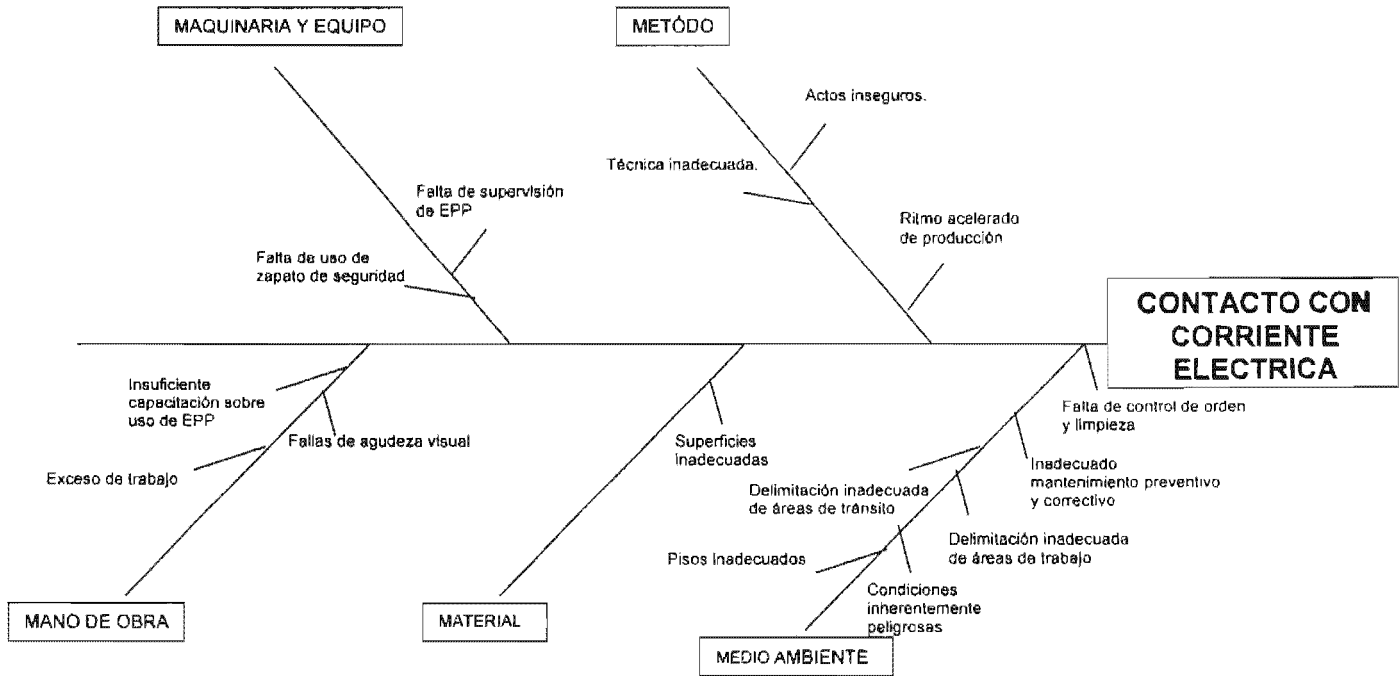 MAQUINARIA Y EQUIPO
METÓDO
Actos inseguros.
Técnica inadecuada.
Falta de supervisión
de EPP
Ritmo acelerado
de producción
Falta de uso de
zapato de seguridad
CONTACTO CON
CORRIENTE
ELECTRICA
Insuficiente
capacitación sobre
uso de EPP
Fallas de agudeza visual
Exceso de trabajo
Superficies
Inadecuadas
Falta de control de orden
y limpieza
Inadecuado
mantenimiento preventivo
y correctivo
Delimitación inadecuada
de áreas de tránsito
Delimitación inadecuada
de áreas de trabajo
Pisos Inadecuados
Condiciones
inherentemente
peligrosas
MANO DE OBRA
MATERIAL
MEDIO AMBIENTE